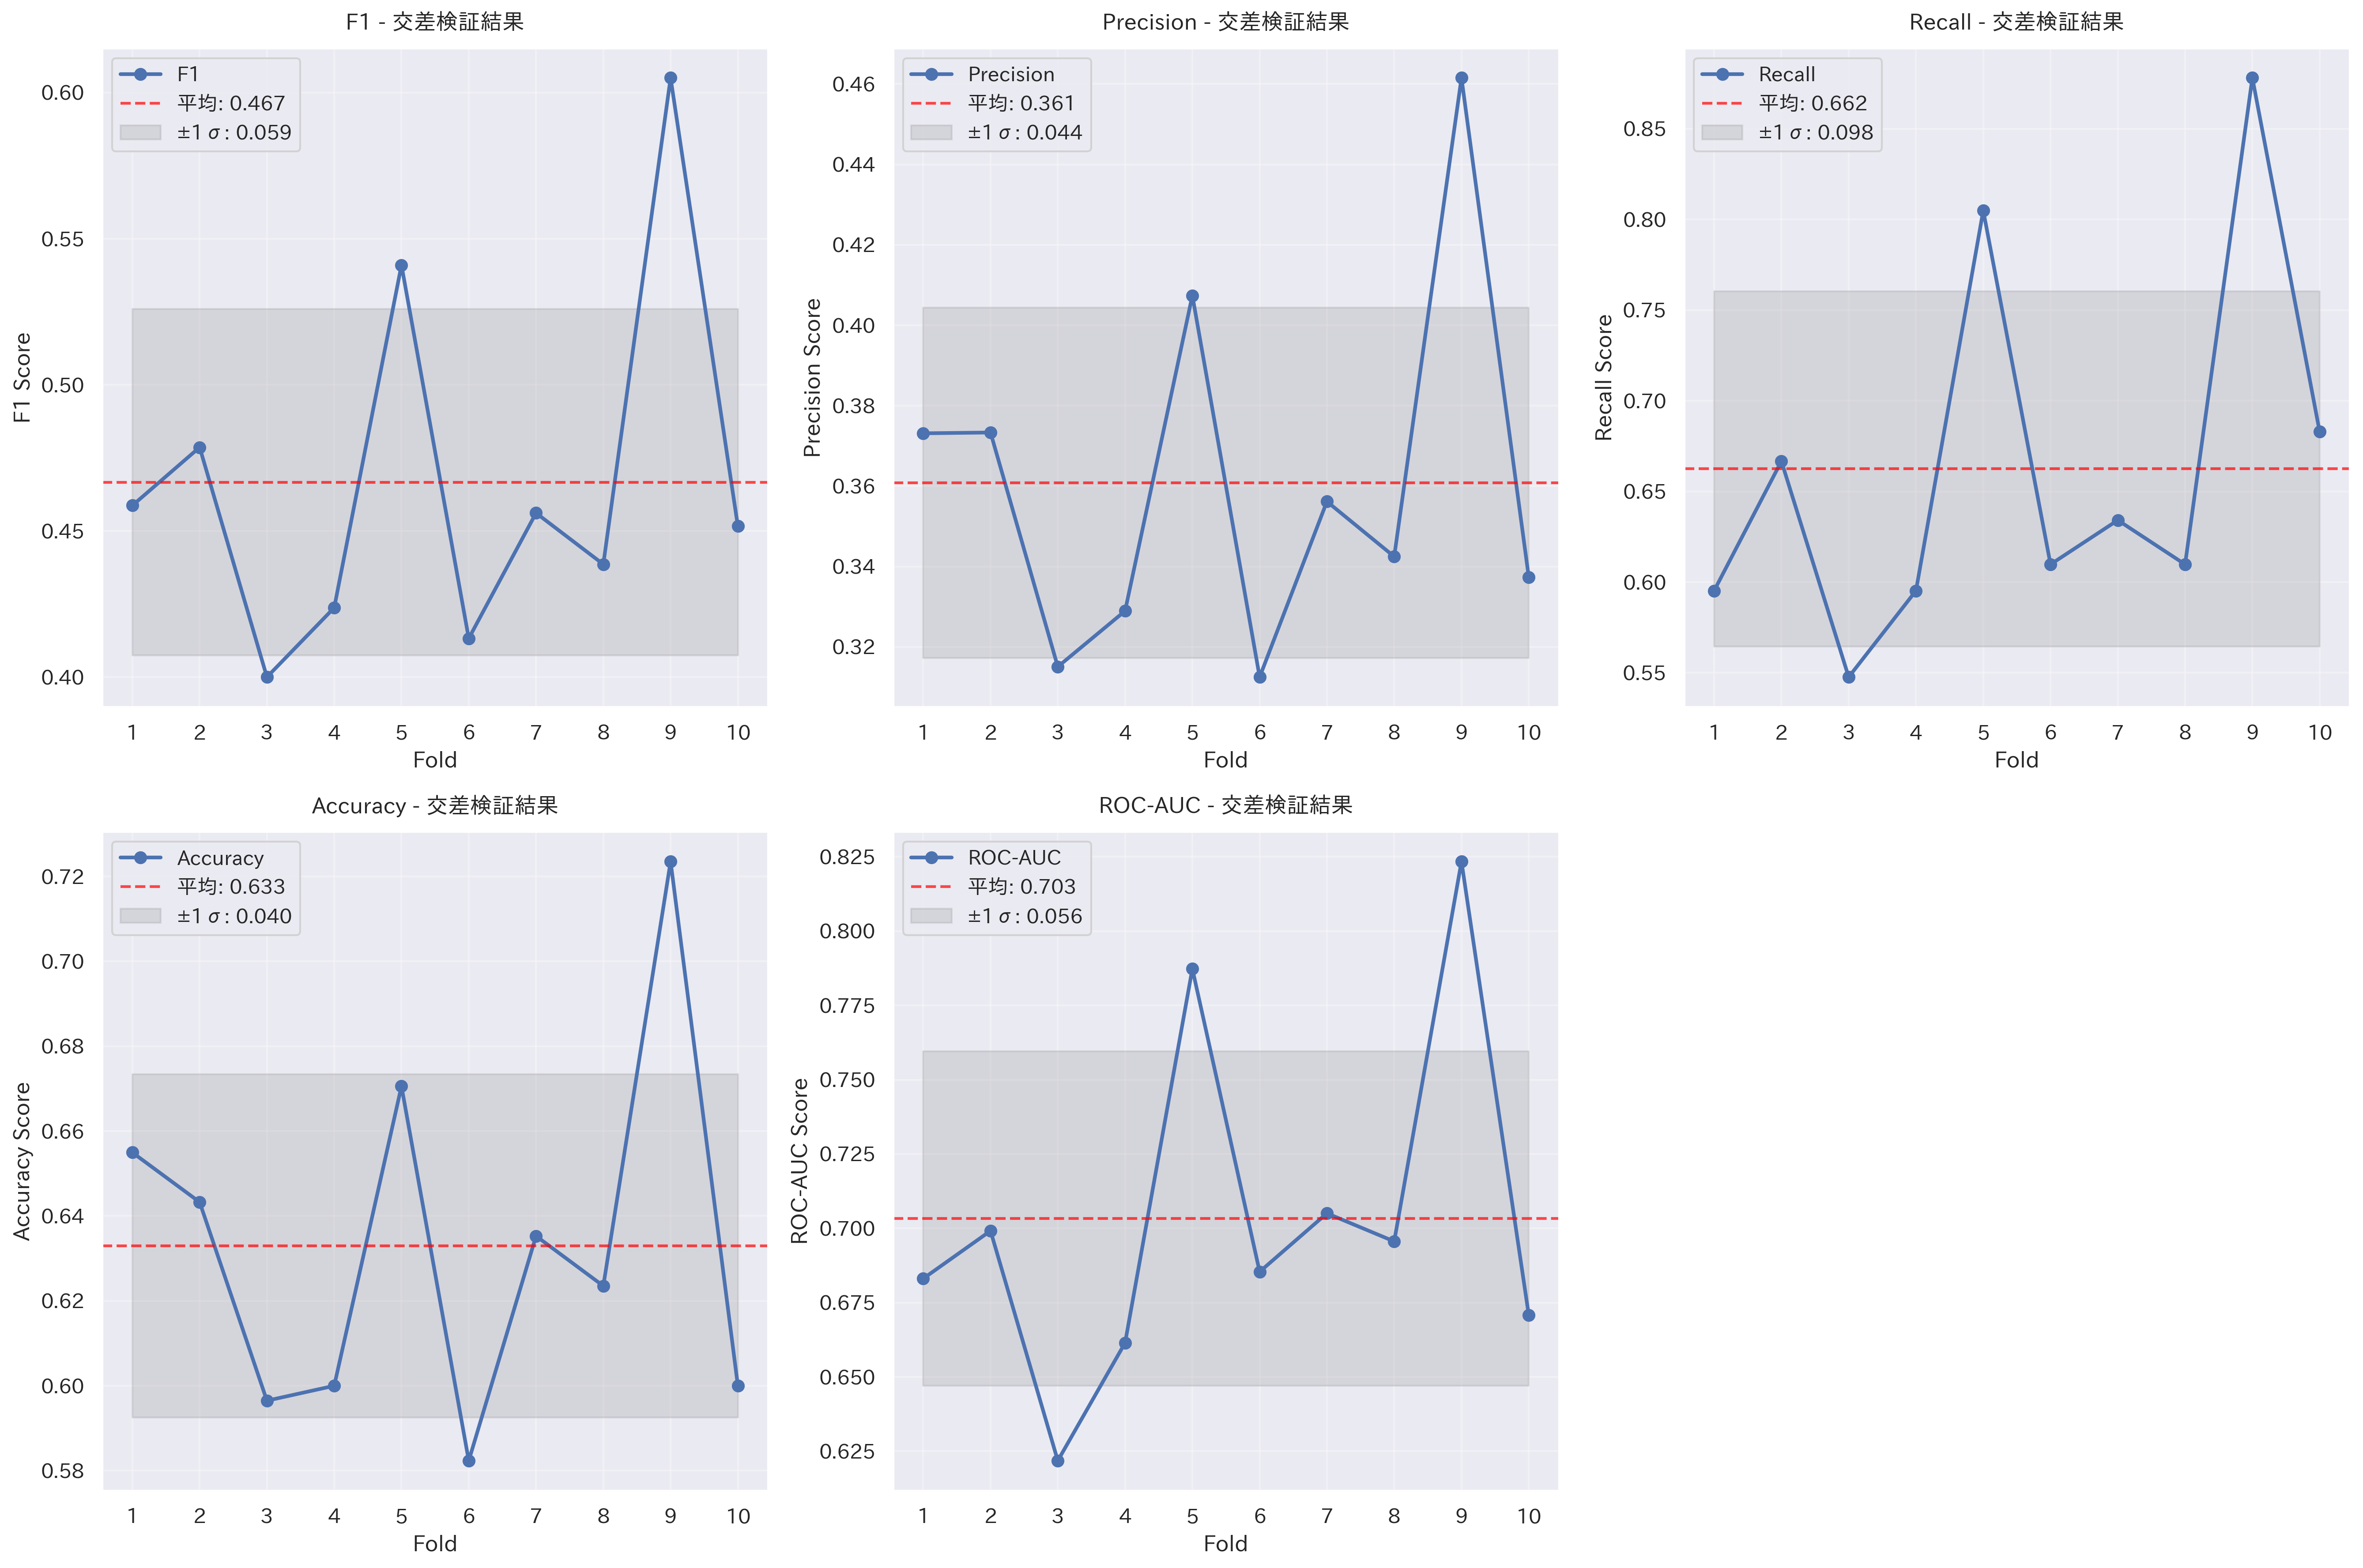 F1 - 交差検証結果
F1
平均: 0.467
±1σ: 0.059
F1 Score
0.60
0.55
0.50
0.45
0.40
1 2 3 4 5 6 7 8 9 10
Fold
Precision - 交差検証結果
Precision
平均: 0.361
±1σ: 0.044
Precision Score
0.46
0.44
0.42
0.40
0.38
0.36
0.34
0.32
1 2 3 4 5 6 7 8 9 10
Fold
Recall - 交差検証結果
Recall
平均: 0.662
±1σ: 0.098
Recall Score
0.85
0.80
0.75
0.70
0.65
0.60
0.55
1 2 3 4 5 6 7 8 9 10
Fold
Accuracy - 交差検証結果
Accuracy
平均: 0.633
±1σ: 0.040
Accuracy Score
0.72
0.70
0.68
0.66
0.64
0.62
0.60
0.58
1 2 3 4 5 6 7 8 9 10
Fold
ROC-AUC - 交差検証結果
ROC-AUC
平均: 0.703
±1σ: 0.056
ROC-AUC Score
0.825
0.800
0.775
0.750
0.725
0.700
0.675
0.650
0.625
1 2 3 4 5 6 7 8 9 10
Fold